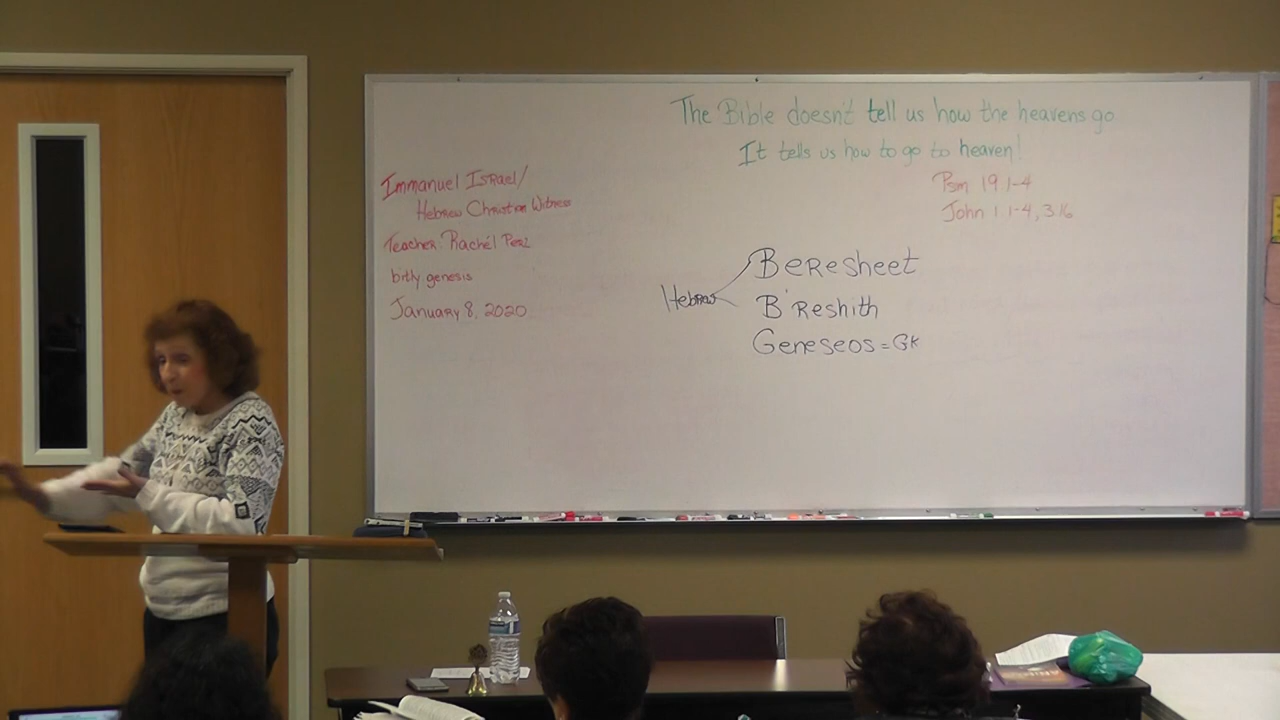 The Bible doesn't tell us how the heavens go
It tells us how to go to heaven!
Psm 19:1-4
John 1 1-4, 3:16
Immanuel Israel/
Hebrew Christian Witness
Teacher: Rachél Perz
bitly genesis
January 8, 2020
Hebrew
Beresheet
B'Reshith
Geneseos = Gk